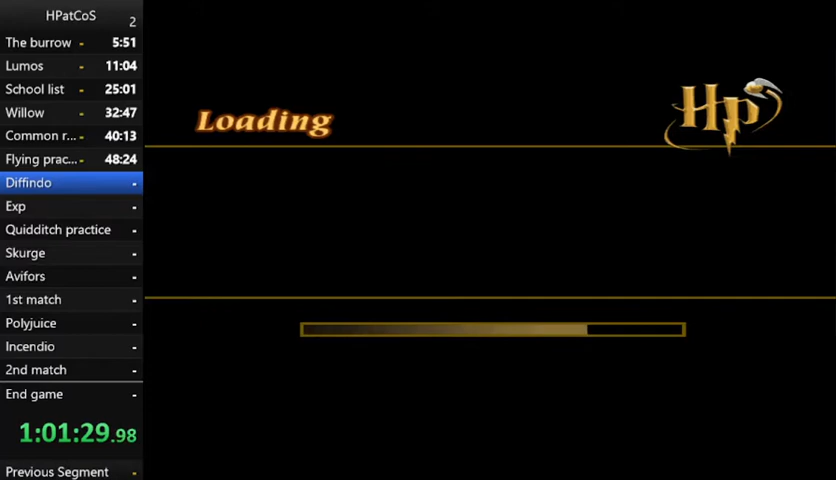 HPatCoS
2
The burrow - 5:51
Lumos - 11:04
School list - 25:01
Willow - 32:47
Common r... - 40:13
Flying prac... - 48:24
Diffindo -
Exp -
Quidditch practice -
Skurge -
Avifors -
1st match -
Polyjuice -
Incendio -
2nd match -
End game -
1:01:29.98
Previous Segment -
Loading
Hp